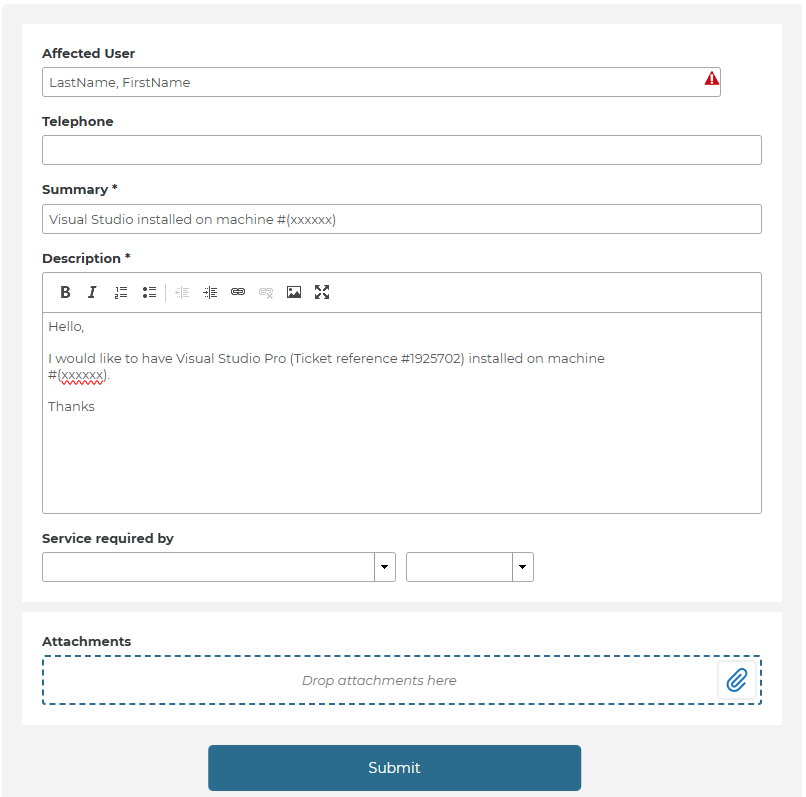 Affected User
LastName, FirstName
Telephone
Summary *
Visual Studio installed on machine #(xxxxxx)
Description *
B I
Hello,
I would like to have Visual Studio Pro (Ticket reference #1925702) installed on machine
#(xxxxxx).
Thanks
Service required by
Attachments
Drop attachments here
Submit